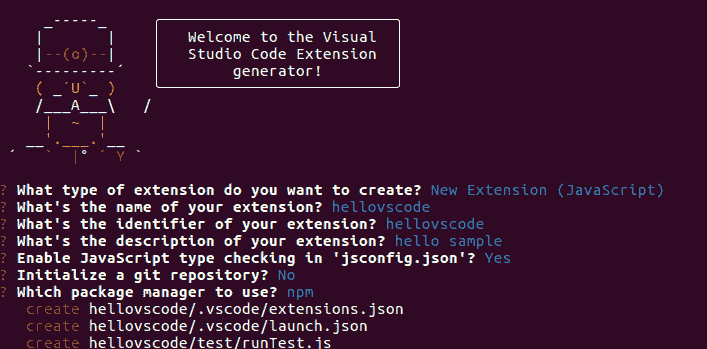 Welcome to the Visual
Studio Code Extension
generator!
? What type of extension do you want to create? New Extension (JavaScript)
? What's the name of your extension? hellovscode
? What's the identifier of your extension? hellovscode
? What's the description of your extension? hello sample
? Enable JavaScript type checking in 'jsconfig.json'? Yes
? Initialize a git repository? No
? Which package manager to use? npm
create hellovscode/.vscode/extensions.json
create hellovscode/.vscode/launch.json
create hellovscode/test/runTest.js